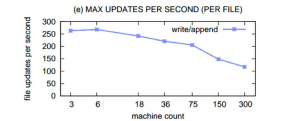 (e) MAX UPDATES PER SECOND (PER FILE)
write/append
300
250
200
150
100
50
0
file updates per second
3 6 18 36 75 150 300
machine count